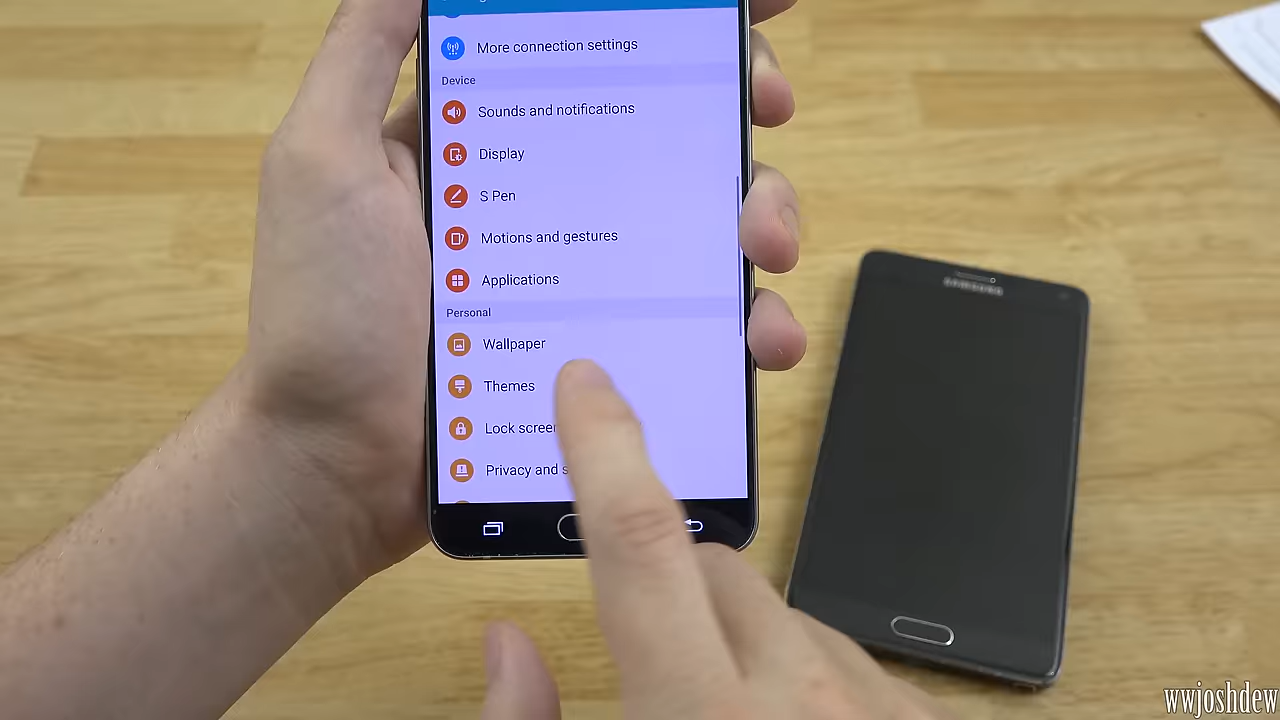 More connection settings
Device
Sounds and notifications
Display
S Pen
Motions and gestures
Applications
Personal
Wallpaper
Themes
Lock screen
Privacy and
SAMSUNG
wwjoshdew